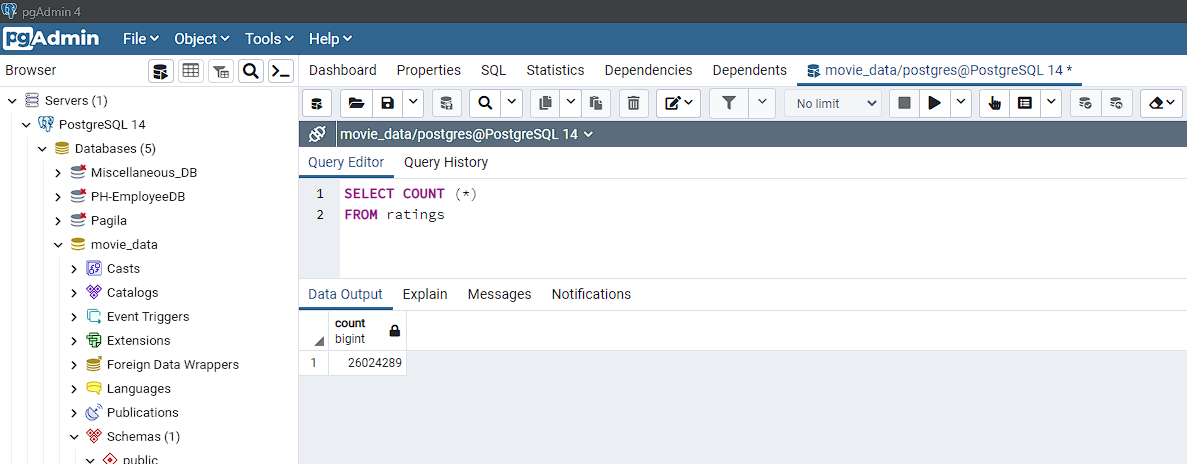 pgAdmin 4
pgAdmin File Object Tools Help
Browser
Dashboard Properties SQL Statistics Dependencies Dependents movie_data/postgres@PostgreSQL 14 *
No limit
movie_data/postgres@PostgreSQL 14
Query Editor Query History
1 SELECT COUNT (*)
2 FROM ratings
Data Output Explain Messages Notifications
count
bigint
1 26024289
Servers (1)
PostgreSQL 14
Databases (5)
Miscellaneous_DB
PH-EmployeeDB
Pagila
movie_data
Casts
Catalogs
Event Triggers
Extensions
Foreign Data Wrappers
Languages
Publications
Schemas (1)
public